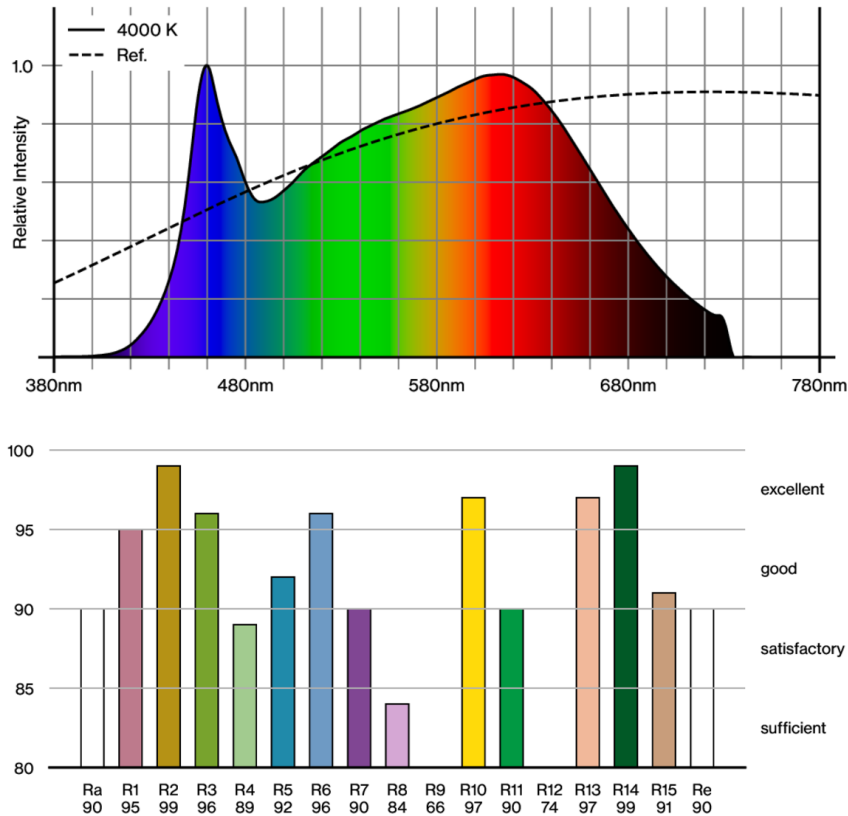 4000 K
Ref.
1.0
Relative Intensity
380nm 480nm 580nm 680nm 780nm
100
excellent
95
good
90
satisfactory
85
sufficient
80
Ra R1 R2 R3 R4 R5 R6 R7 R8 R9 R10 R11 R12 R13 R14 R15 Re
90 95 99 96 89 92 96 90 84 66 97 90 74 97 99 91 90